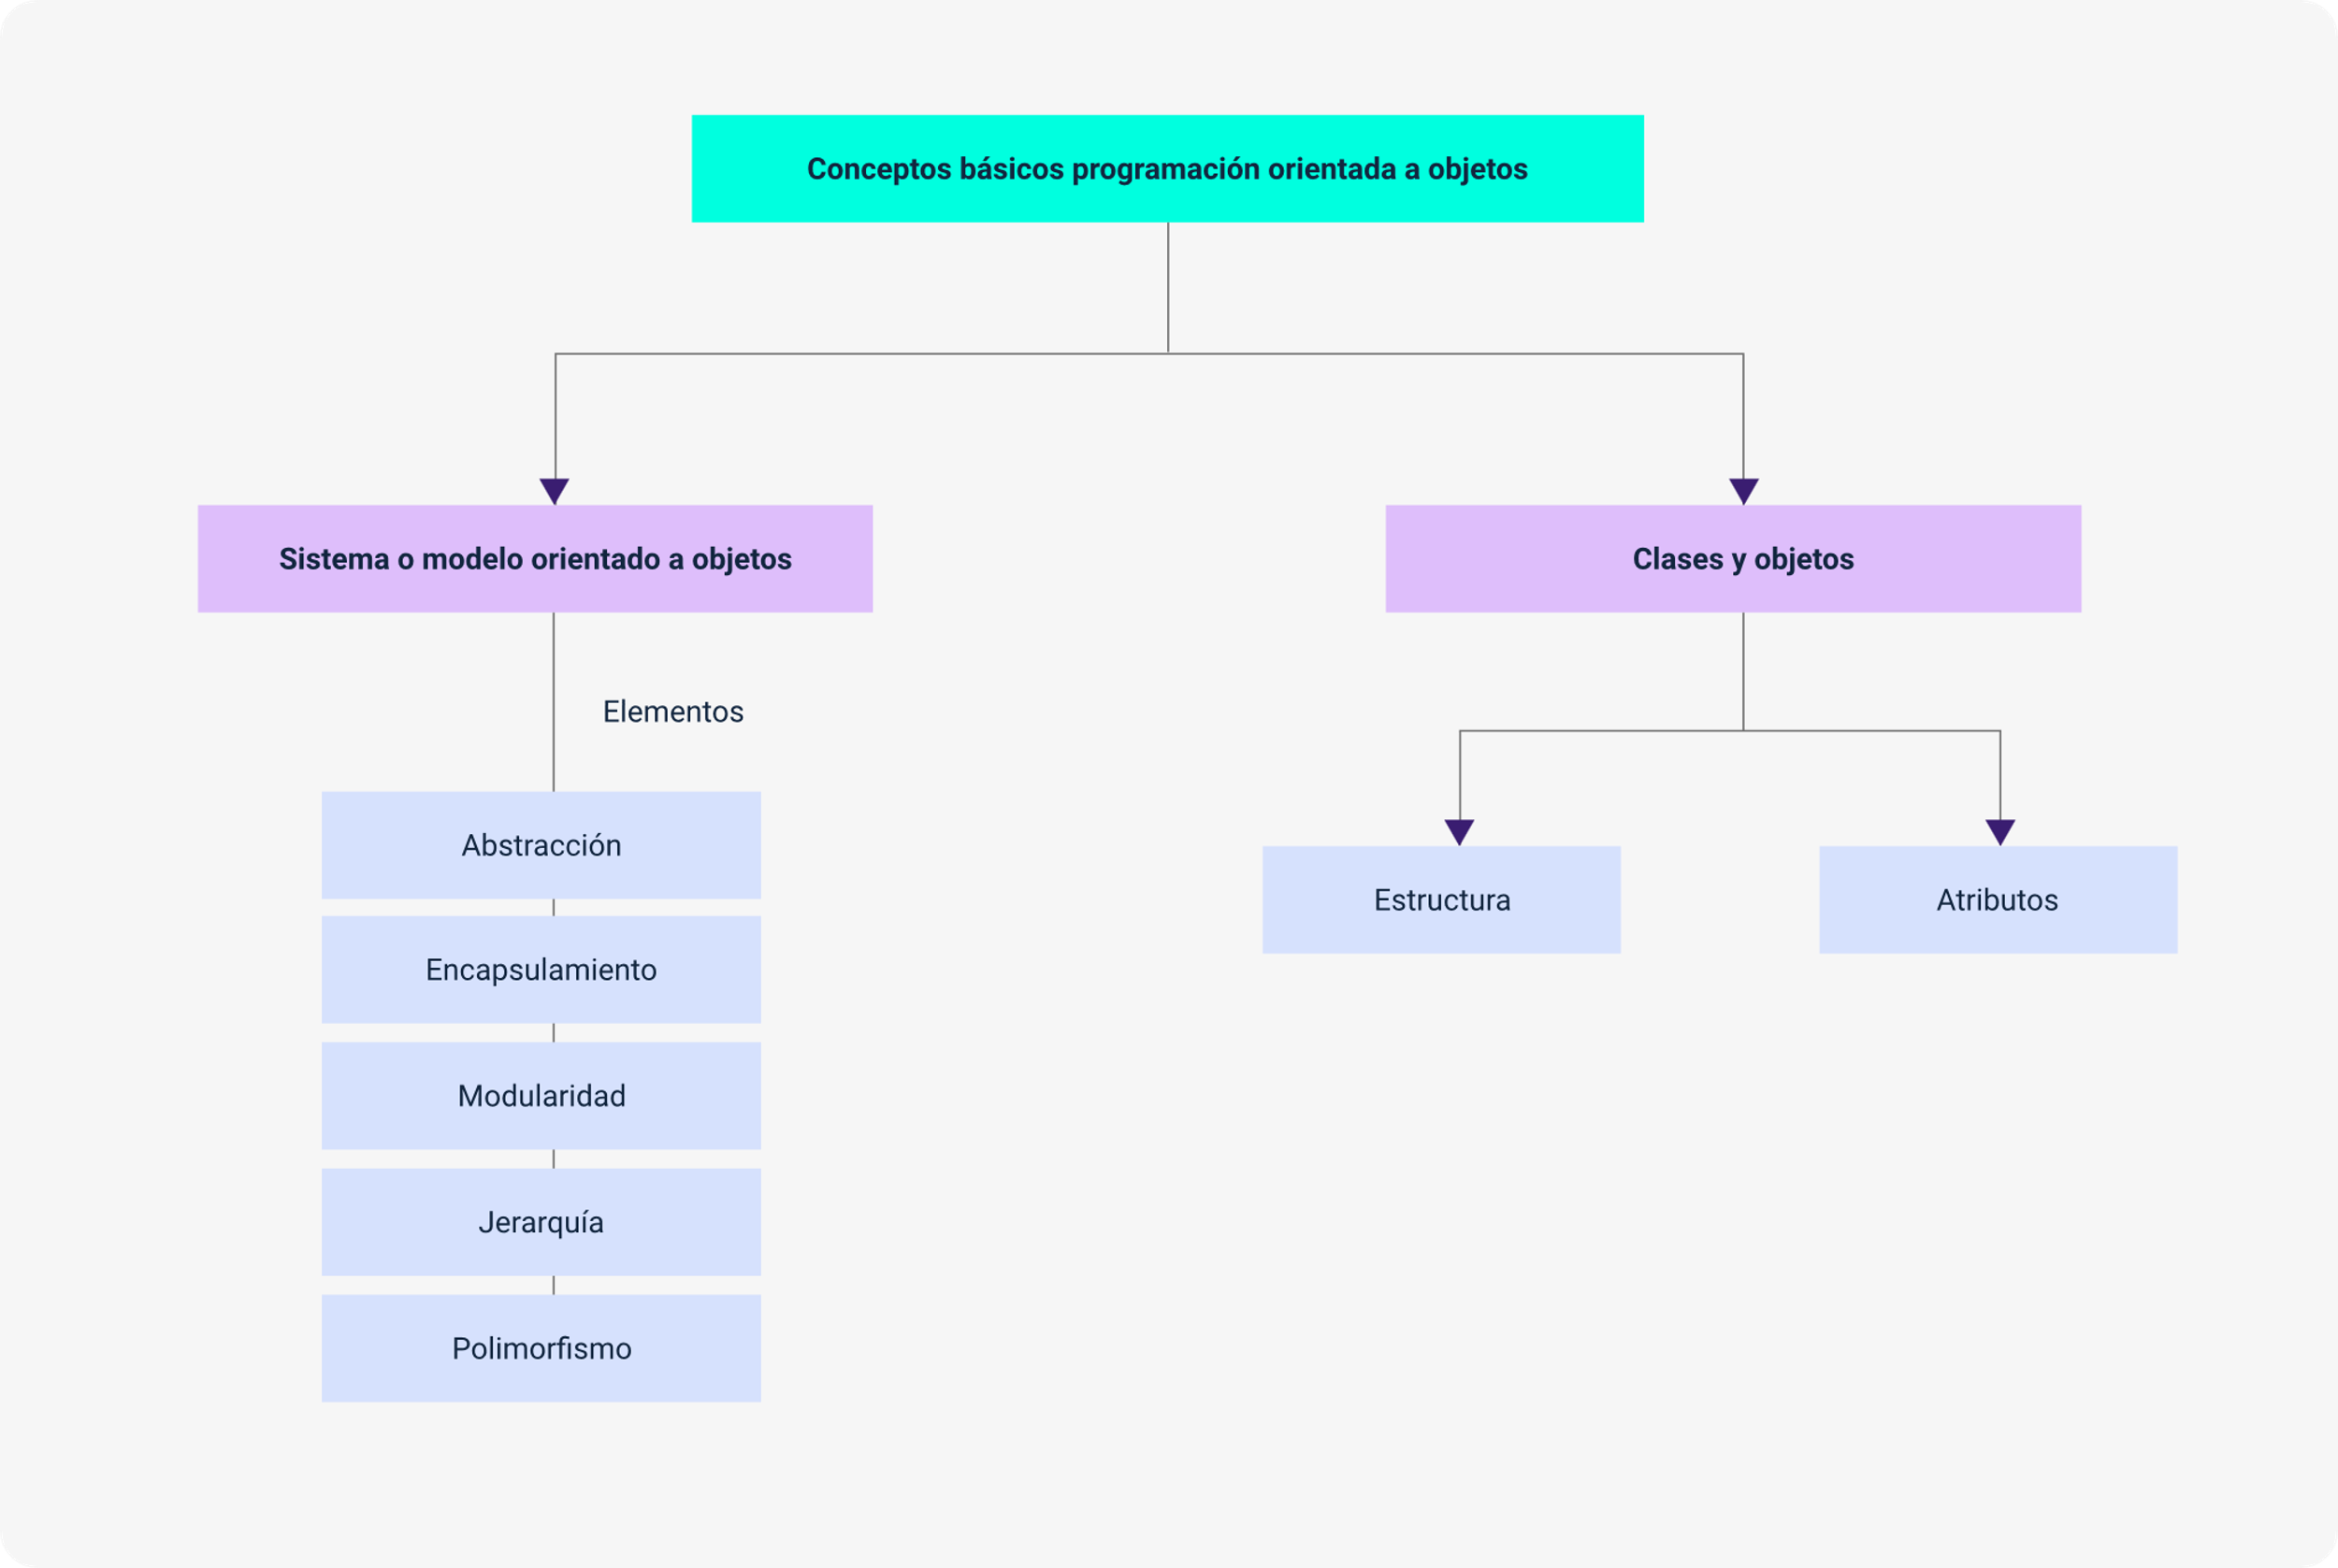 Conceptos básicos programación orientada a objetos
Sistema o modelo orientado a objetos
Clases y objetos
Elementos
Abstracción
Encapsulamiento
Modularidad
Jerarquía
Polimorfismo
Estructura
Atributos